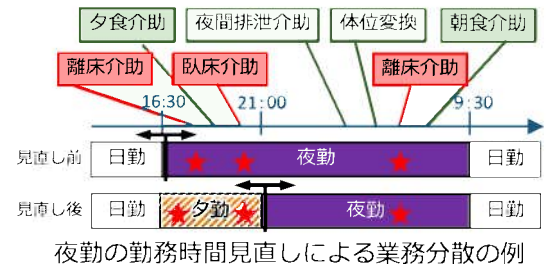 夕食介助 夜間排泄介助 体位変換 朝食介助
離床介助 臥床介助 離床介助
16:30 21:00 9:30
見直し前 日勤 夜勤 日勤
見直し後 日勤 夕勤 夜勤 日勤
夜勤の勤務時間見直しによる業務分散の例